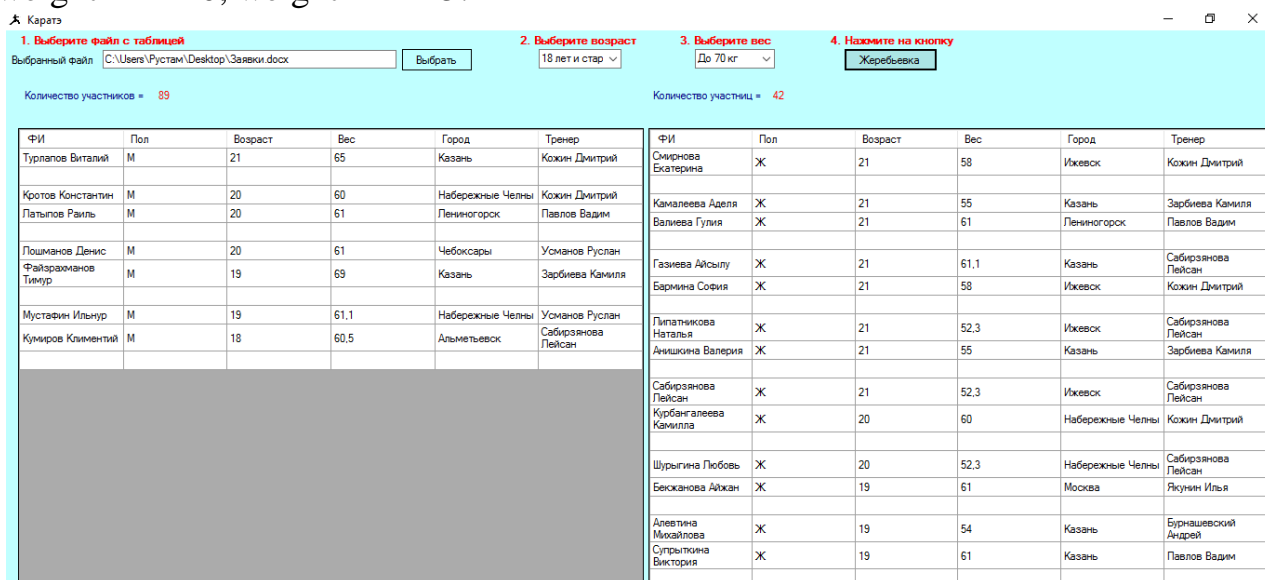 Каратэ
1. Выберите файл с таблицей 2. Выберите возраст 3. Выберите вес 4. Нажмите на кнопку
Выбранный файл C:\Users\Рустам\Desktop\Заявки.docx Выбрать 18 лет и стар До 70 кг Жеребьевка
Количество участников = 89 Количество участниц = 42
ФИ Пол Возраст Вес Город Тренер
Турлапов Виталий М 21 65 Казань Кожин Дмитрий
Кротов Константин М 20 60 Набережные Челны Кожин Дмитрий
Латыпов Раиль М 20 61 Лениногорск Павлов Вадим
Лошманов Денис М 20 61 Чебоксары Усманов Руслан
Файзрахманов Тимур М 19 69 Казань Зарбиева Камиля
Мустафин Ильнур М 19 61,1 Набережные Челны Усманов Руслан
Кумиров Климентий М 18 60,5 Альметьевск Сабирзянова Лейсан
ФИ Пол Возраст Вес Город Тренер
Смирнова Екатерина Ж 21 58 Ижевск Кожин Дмитрий
Камалеева Аделя Ж 21 55 Казань Зарбиева Камиля
Валиева Гулия Ж 21 61 Лениногорск Павлов Вадим
Газиева Айсылу Ж 21 61,1 Казань Сабирзянова Лейсан
Бармина София Ж 21 58 Ижевск Кожин Дмитрий
Липатникова Наталья Ж 21 52,3 Ижевск Сабирзянова Лейсан
Анишкина Валерия Ж 21 55 Казань Зарбиева Камиля
Сабирзянова Лейсан Ж 21 52,3 Ижевск Сабирзянова Лейсан
Курбангалеева Камилла Ж 20 60 Набережные Челны Кожин Дмитрий
Шурыгина Любовь Ж 20 52,3 Набережные Челны Сабирзянова Лейсан
Бекжанова Айжан Ж 19 61 Москва Якунин Илья
Алевтина Михайлова Ж 19 54 Казань Бурнашевский Андрей
Супрыткина Виктория Ж 19 61 Казань Павлов Вадим